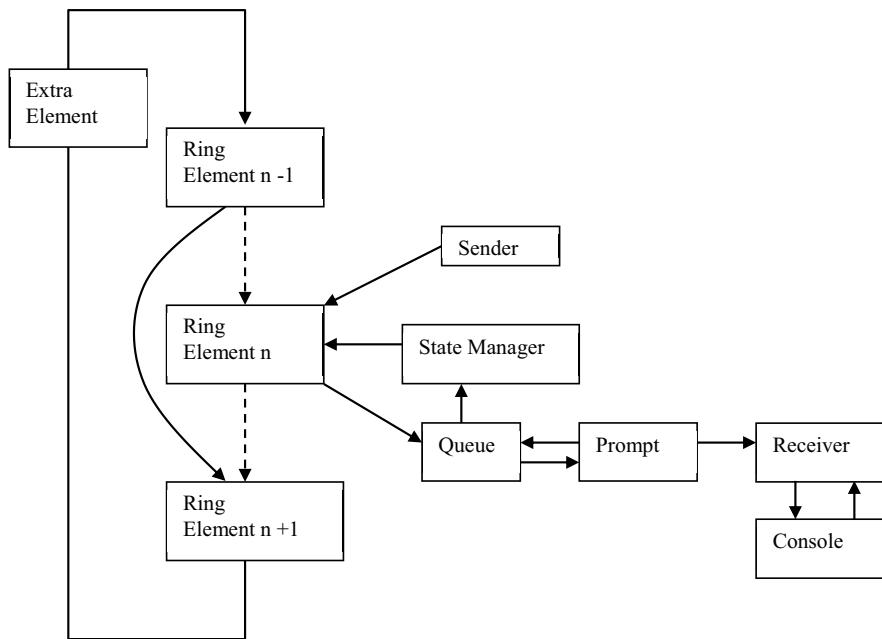 Extra
Element
Ring
Element n -1
Sender
Ring
Element n
State Manager
Queue
Prompt
Receiver
Ring
Element n +1
Console